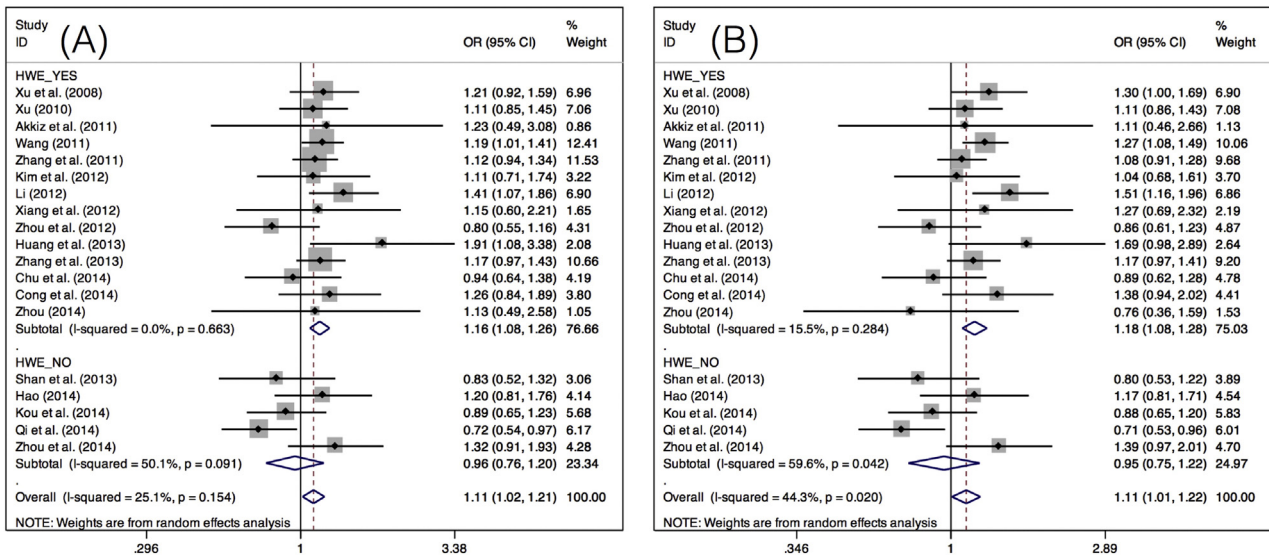 Study %
ID (A) OR (95% CI) Weight
HWE_YES
Xu et al. (2008) 1.21 (0.92, 1.59) 6.96
Xu (2010) 1.11 (0.85, 1.45) 7.06
Akkiz et al. (2011) 1.23 (0.49, 3.08) 0.86
Wang (2011) 1.19 (1.01, 1.41) 12.41
Zhang et al. (2011) 1.12 (0.94, 1.34) 11.53
Kim et al. (2012) 1.11 (0.71, 1.74) 3.22
Li (2012) 1.41 (1.07, 1.86) 6.90
Xiang et al. (2012) 1.15 (0.60, 2.21) 1.65
Zhou et al. (2012) 0.80 (0.55, 1.16) 4.31
Huang et al. (2013) 1.91 (1.08, 3.38) 2.08
Zhang et al. (2013) 1.17 (0.97, 1.43) 10.66
Chu et al. (2014) 0.94 (0.64, 1.38) 4.19
Cong et al. (2014) 1.26 (0.84, 1.89) 3.80
Zhou (2014) 1.13 (0.49, 2.58) 1.05
Subtotal (I-squared = 0.0%, p = 0.663) 1.16 (1.08, 1.26) 76.66
.
HWE_NO
Shan et al. (2013) 0.83 (0.52, 1.32) 3.06
Hao (2014) 1.20 (0.81, 1.76) 4.14
Kou et al. (2014) 0.89 (0.65, 1.23) 5.68
Qi et al. (2014) 0.72 (0.54, 0.97) 6.17
Zhou et al. (2014) 1.32 (0.91, 1.93) 4.28
Subtotal (I-squared = 50.1%, p = 0.091) 0.96 (0.76, 1.20) 23.34
.
Overall (I-squared = 25.1%, p = 0.154) 1.11 (1.02, 1.21) 100.00
NOTE: Weights are from random effects analysis
.296 1 3.38
Study %
ID (B) OR (95% CI) Weight
HWE_YES
Xu et al. (2008) 1.30 (1.00, 1.69) 6.90
Xu (2010) 1.11 (0.86, 1.43) 7.08
Akkiz et al. (2011) 1.11 (0.46, 2.66) 1.13
Wang (2011) 1.27 (1.08, 1.49) 10.06
Zhang et al. (2011) 1.08 (0.91, 1.28) 9.68
Kim et al. (2012) 1.04 (0.68, 1.61) 3.70
Li (2012) 1.51 (1.16, 1.96) 6.86
Xiang et al. (2012) 1.27 (0.69, 2.32) 2.19
Zhou et al. (2012) 0.86 (0.61, 1.23) 4.87
Huang et al. (2013) 1.69 (0.98, 2.89) 2.64
Zhang et al. (2013) 1.17 (0.97, 1.41) 9.20
Chu et al. (2014) 0.89 (0.62, 1.28) 4.78
Cong et al. (2014) 1.38 (0.94, 2.02) 4.41
Zhou (2014) 0.76 (0.36, 1.59) 1.53
Subtotal (I-squared = 15.5%, p = 0.284) 1.18 (1.08, 1.28) 75.03
.
HWE_NO
Shan et al. (2013) 0.80 (0.53, 1.22) 3.89
Hao (2014) 1.17 (0.81, 1.71) 4.54
Kou et al. (2014) 0.88 (0.65, 1.20) 5.83
Qi et al. (2014) 0.71 (0.53, 0.96) 6.01
Zhou et al. (2014) 1.39 (0.97, 2.01) 4.70
Subtotal (I-squared = 59.6%, p = 0.042) 0.95 (0.75, 1.22) 24.97
.
Overall (I-squared = 44.3%, p = 0.020) 1.11 (1.01, 1.22) 100.00
NOTE: Weights are from random effects analysis
.346 1 2.89